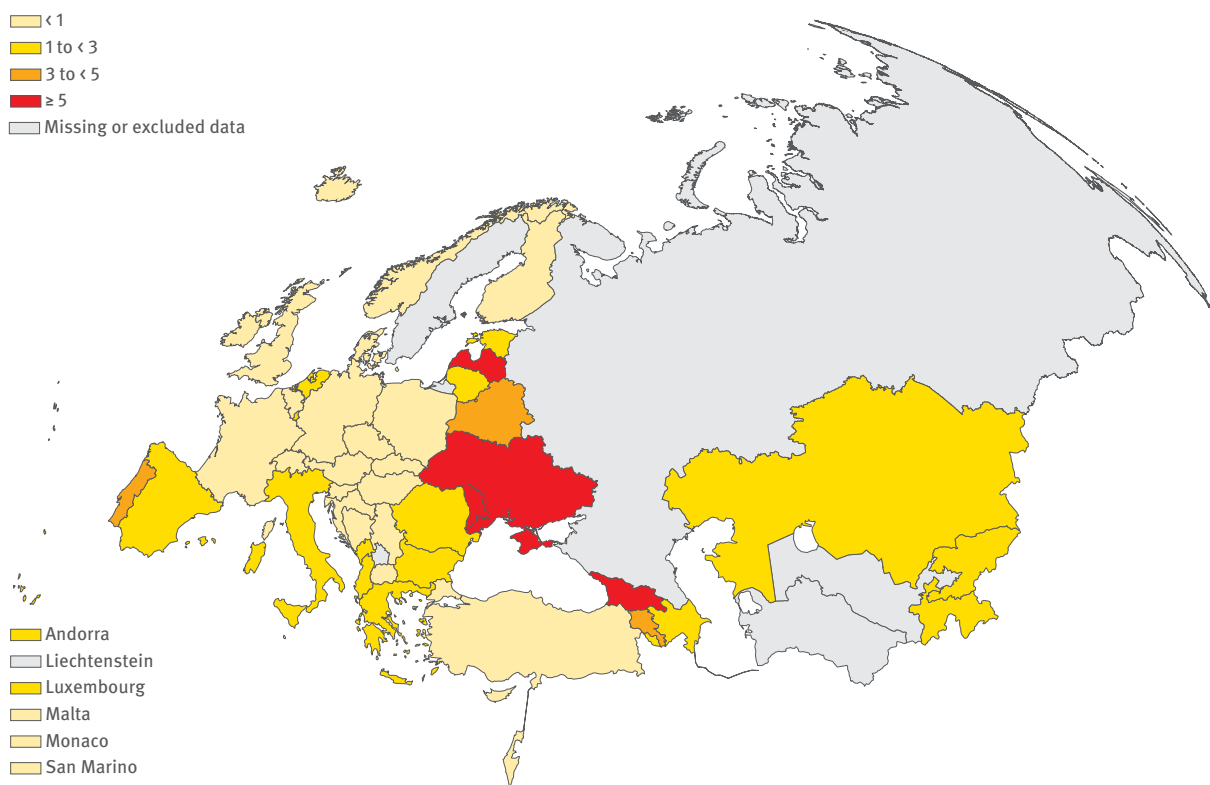 < 1
1 to < 3
3 to < 5
≥ 5
Missing or excluded data
Andorra
Liechtenstein
Luxembourg
Malta
Monaco
San Marino